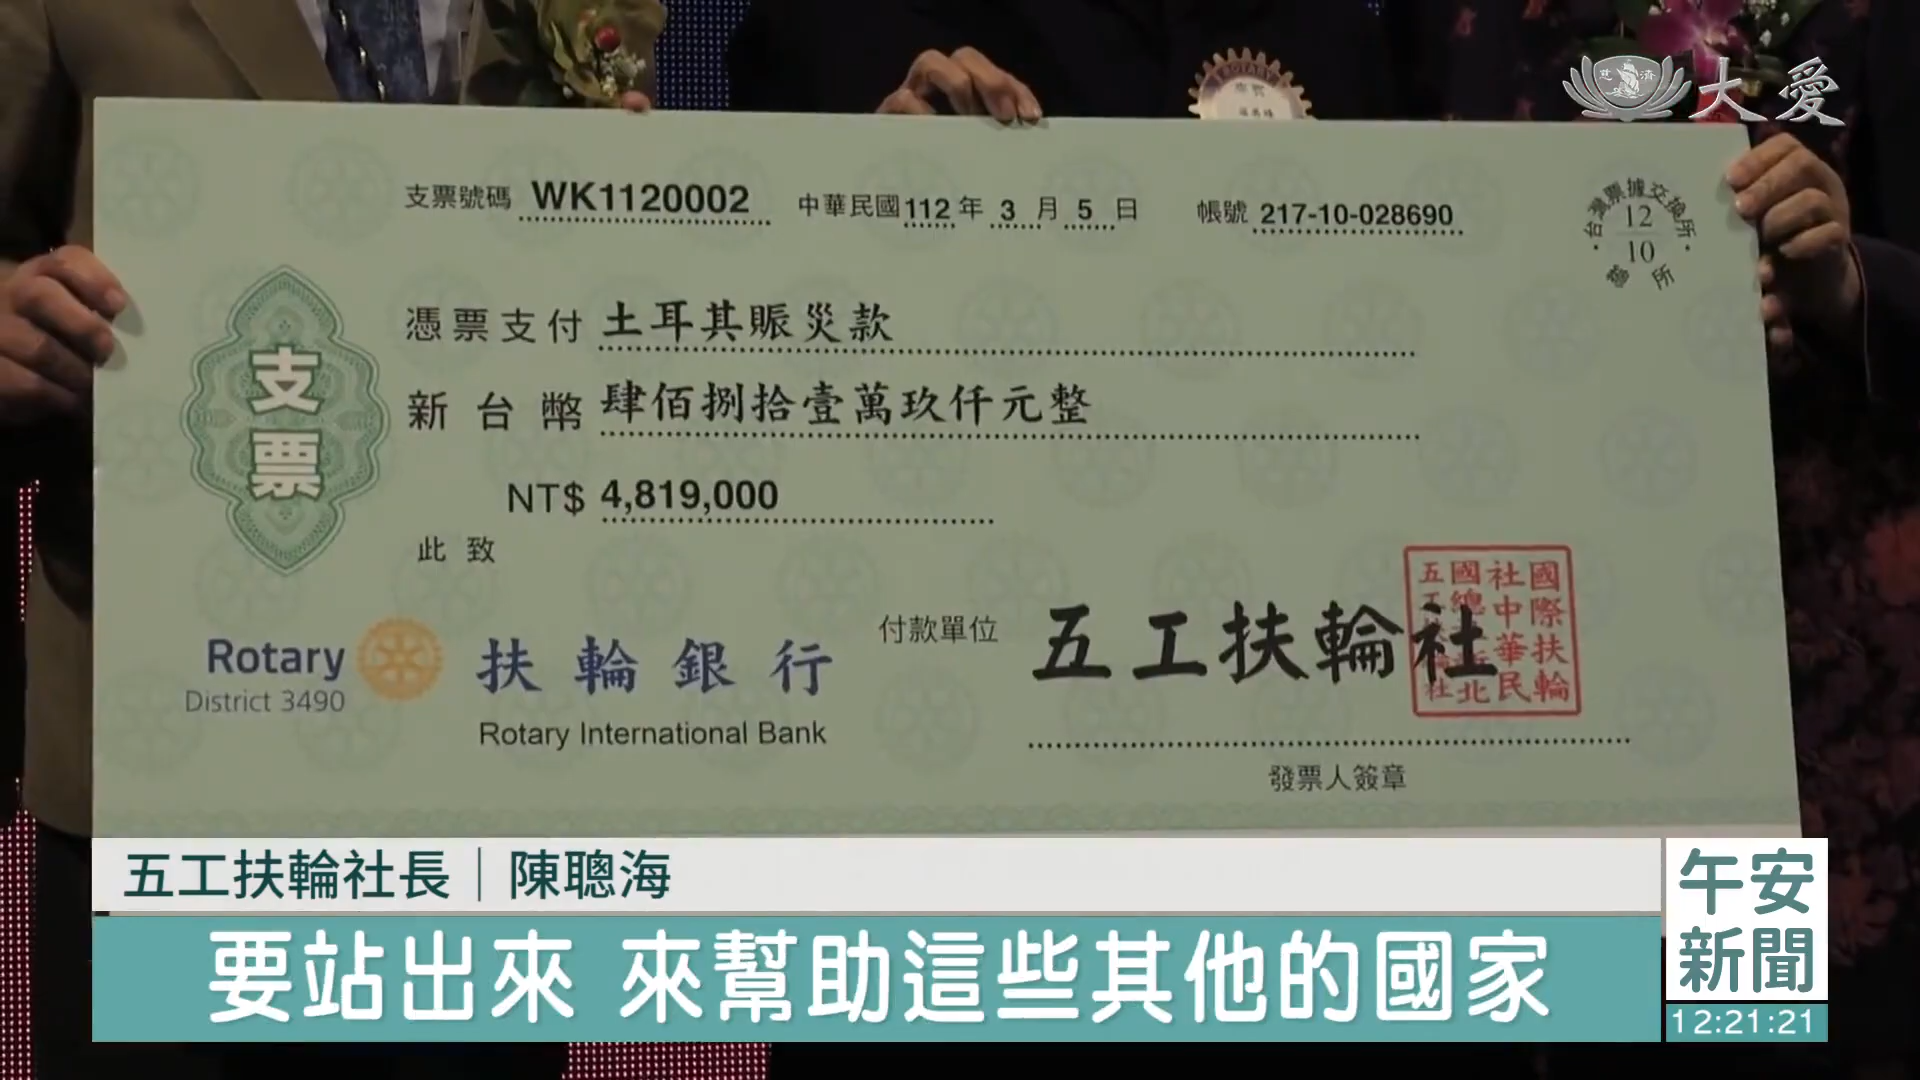 大愛
慈濟
ROTARY
支票號碼 WK1120002 中華民國112年 3 月 5 日 帳號 217-10-028690
台灣票據交換所
12
10
支票
憑票支付 土耳其賑災款
新台幣 肆佰捌拾壹萬玖仟元整
NT$ 4,819,000
此致
Rotary
District 3490
扶輪銀行
Rotary International Bank
付款單位 五工扶輪社
國際扶輪
社中華民
發票人簽章
五工扶輪社長｜陳聰海
要站出來 來幫助這些其他的國家
午安
新聞
12:21:21